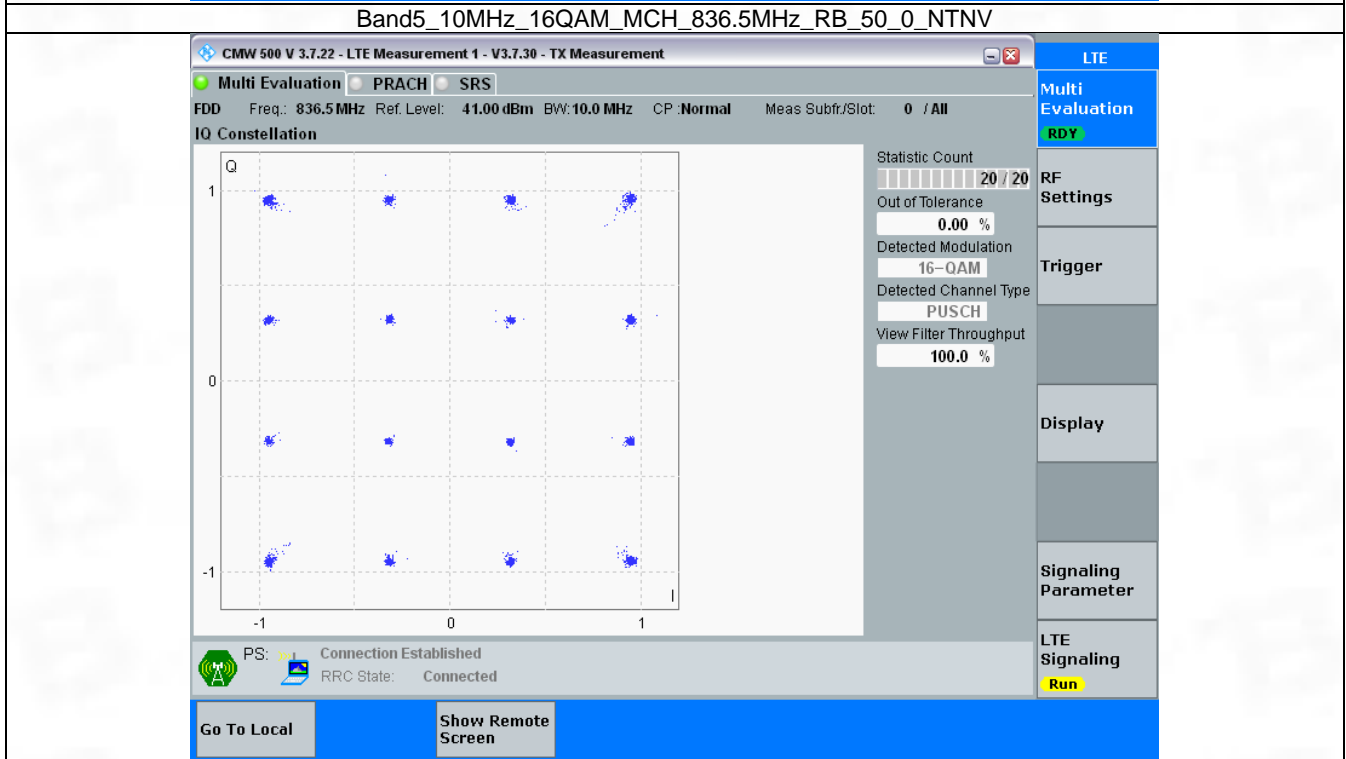 Band5_10MHz_16QAM_MCH_836.5MHz_RB_50_0_NTNV
CMW 500 V 3.7.22 - LTE Measurement 1 - V3.7.30 - TX Measurement
LTE
Multi Evaluation PRACH SRS
FDD Freq.: 836.5 MHz Ref. Level: 41.00 dBm BW: 10.0 MHz CP :Normal Meas Subfr./Slot: 0 / All
IQ Constellation
Q
1
0
-1
I
-1 0 1
Statistic Count
20 / 20
Out of Tolerance
0.00 %
Detected Modulation
16-QAM
Detected Channel Type
PUSCH
View Filter Throughput
100.0 %
Multi
Evaluation
RDY
RF
Settings
Trigger
Display
Signaling
Parameter
LTE
Signaling
Run
PS: Connection Established
RRC State: Connected
Go To Local
Show Remote
Screen